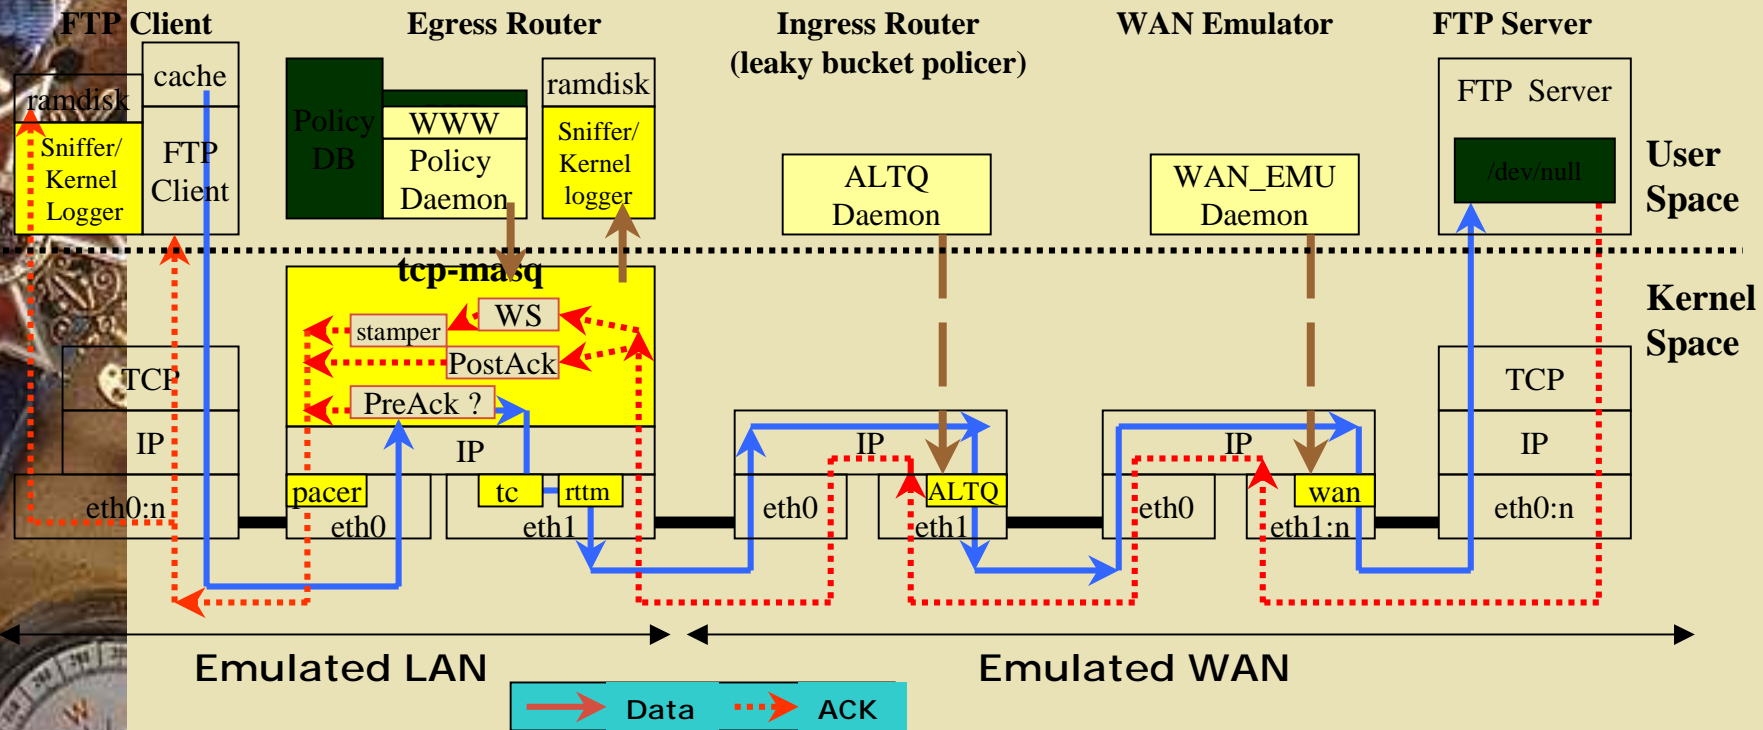 FTP Client
Egress Router
Ingress Router
(leaky bucket policer)
WAN Emulator
FTP Server
cache
ramdisk
Sniffer/
Kernel
Logger
FTP
Client
Policy
DB
WWW
Policy
Daemon
ramdisk
Sniffer/
Kernel
logger
ALTQ
Daemon
WAN_EMU
Daemon
FTP Server
/dev/null
User
Space
Kernel
Space
tcp-masq
WS
stamper
PostAck
PreAck ?
TCP
IP
eth0:n
IP
pacer
eth0
tc
rttm
eth1
IP
eth0
ALTQ
eth1
IP
eth0
wan
eth1:n
TCP
IP
eth0:n
Emulated LAN
Emulated WAN
Data
ACK